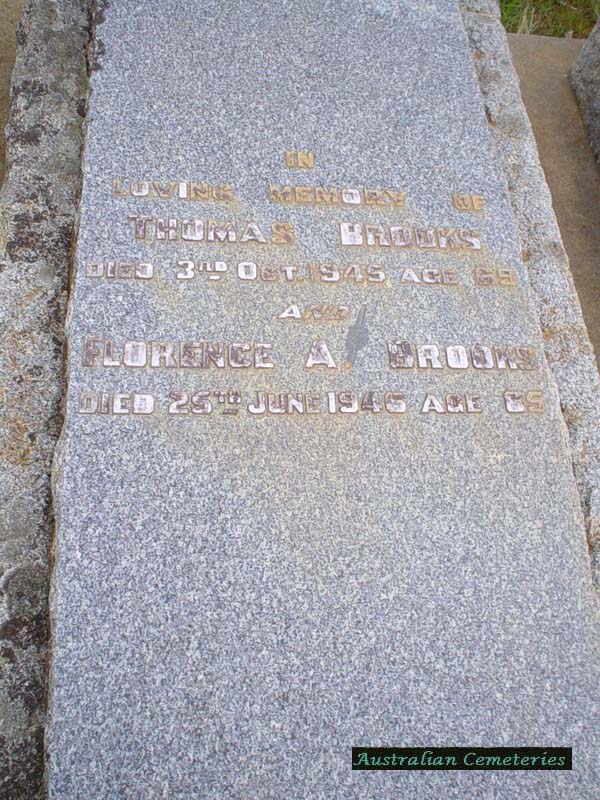 IN
LOVING MEMORY OF
THOMAS BROOKS
DIED 3RD OCT. 1945 AGE 69
AND
FLORENCE A. BROOKS
DIED 25TH JUNE 1946 AGE 65
Australian Cemeteries